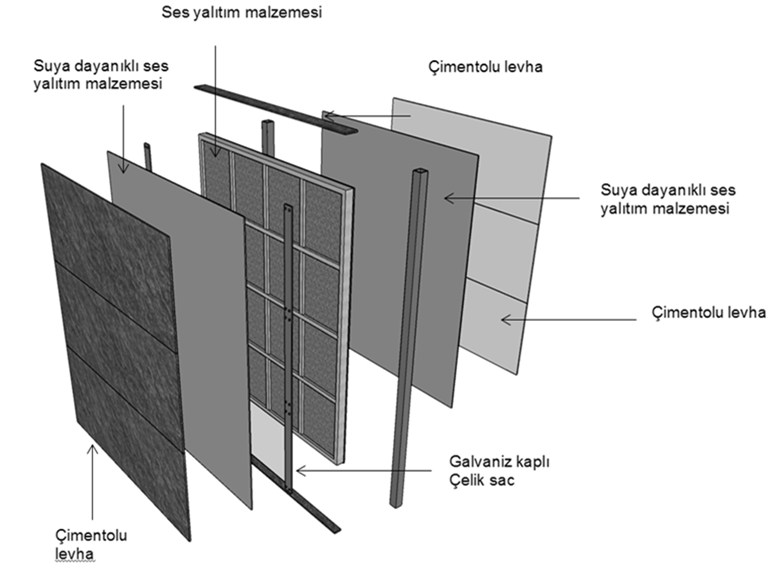 Ses yalıtım malzemesi
Suya dayanıklı ses
yalıtım malzemesi
Çimentolu levha
Suya dayanıklı ses
yalıtım malzemesi
Çimentolu levha
Galvaniz kaplı
Çelik sac
Çimentolu
levha